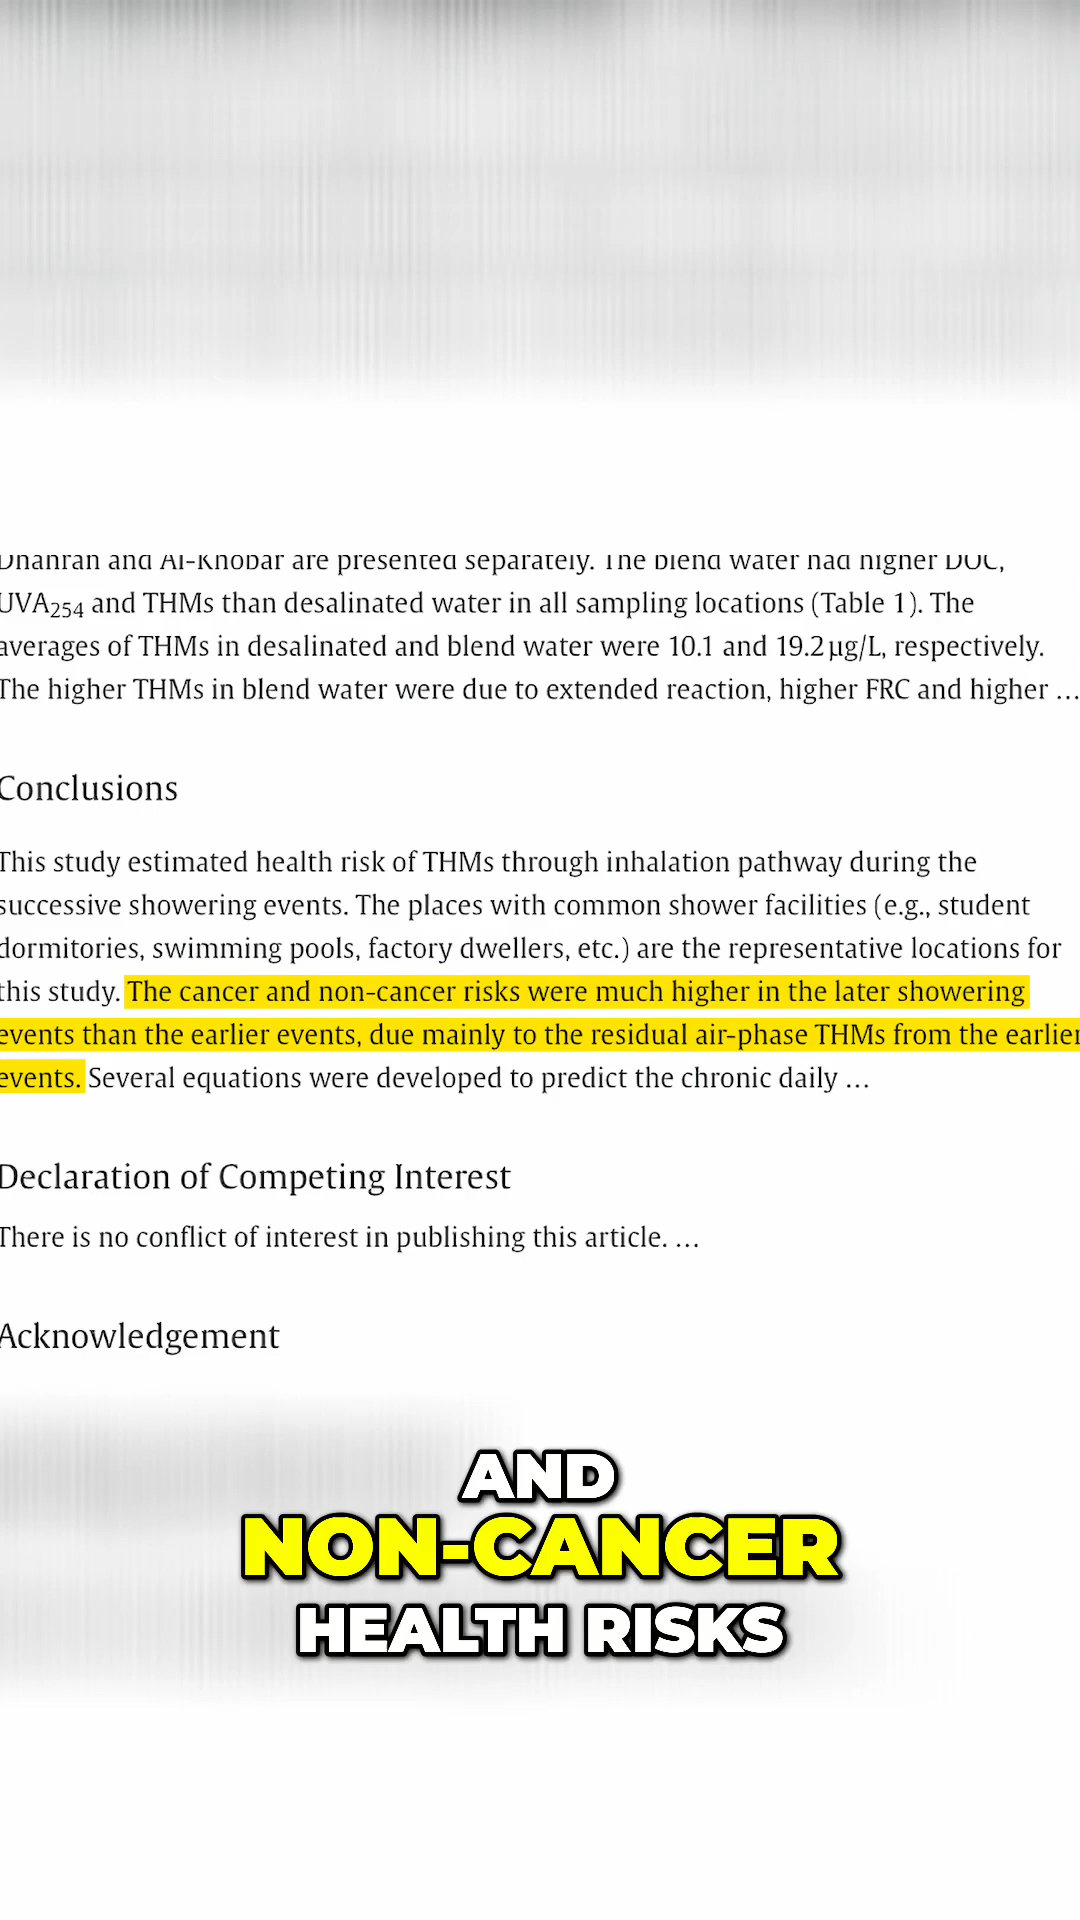 Dhahran and Al-Khobar are presented separately. The blend water had higher DOC,
UVA254 and THMs than desalinated water in all sampling locations (Table 1). The
averages of THMs in desalinated and blend water were 10.1 and 19.2 µg/L, respectively.
The higher THMs in blend water were due to extended reaction, higher FRC and higher …
Conclusions
This study estimated health risk of THMs through inhalation pathway during the
successive showering events. The places with common shower facilities (e.g., student
dormitories, swimming pools, factory dwellers, etc.) are the representative locations for
this study. The cancer and non-cancer risks were much higher in the later showering
events than the earlier events, due mainly to the residual air-phase THMs from the earlier
events. Several equations were developed to predict the chronic daily …
Declaration of Competing Interest
There is no conflict of interest in publishing this article. …
Acknowledgement
AND
NON-CANCER
HEALTH RISKS